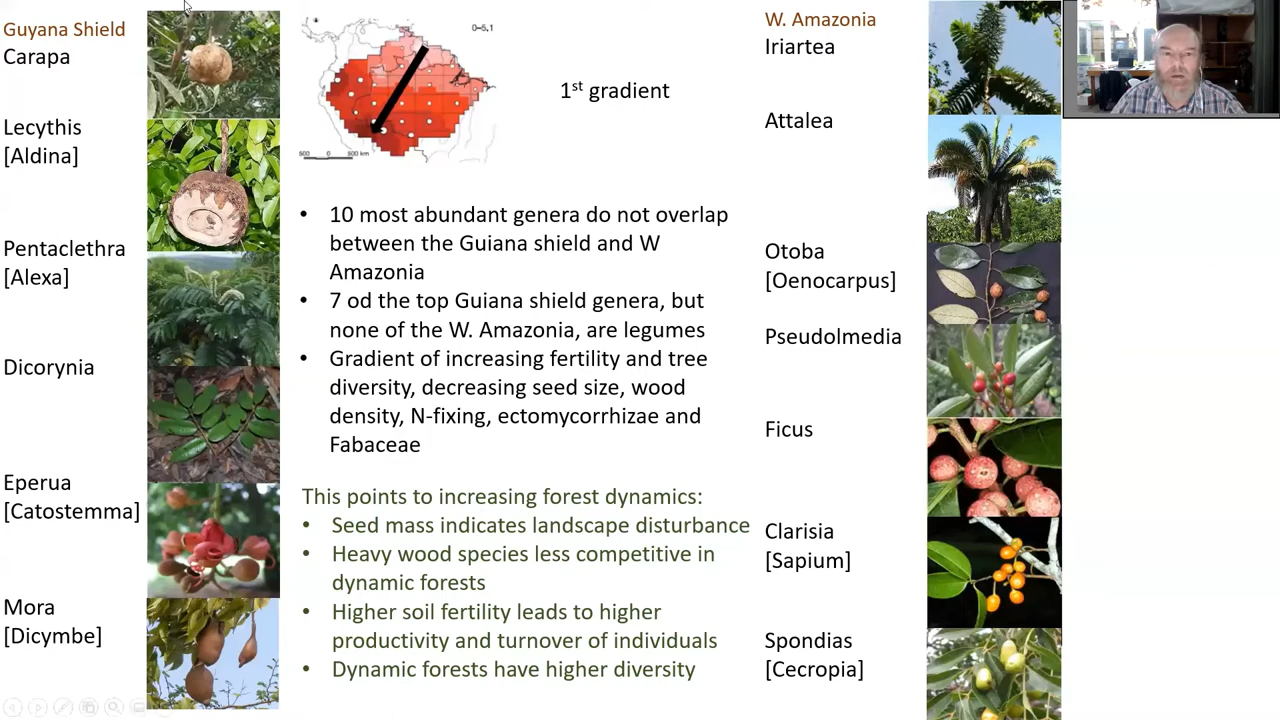 Guyana Shield
Carapa
Lecythis
[Aldina]
Pentaclethra
[Alexa]
Dicorynia
Eperua
[Catostemma]
Mora
[Dicymbe]
0–5,1
1st gradient
• 10 most abundant genera do not overlap
between the Guiana shield and W
Amazonia
• 7 od the top Guiana shield genera, but
none of the W. Amazonia, are legumes
• Gradient of increasing fertility and tree
diversity, decreasing seed size, wood
density, N-fixing, ectomycorrhizae and
Fabaceae
This points to increasing forest dynamics:
• Seed mass indicates landscape disturbance
• Heavy wood species less competitive in
dynamic forests
• Higher soil fertility leads to higher
productivity and turnover of individuals
• Dynamic forests have higher diversity
W. Amazonia
Iriartea
Attalea
Otoba
[Oenocarpus]
Pseudolmedia
Ficus
Clarisia
[Sapium]
Spondias
[Cecropia]